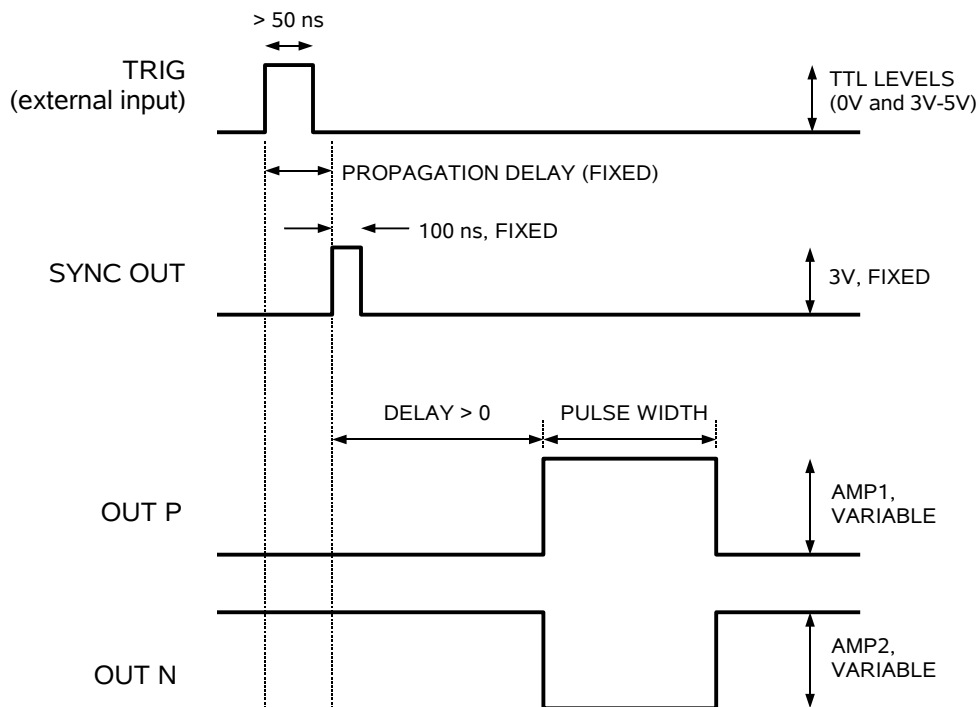 > 50 ns
TRIG
(external input)
TTL LEVELS
(0V and 3V-5V)
PROPAGATION DELAY (FIXED)
100 ns, FIXED
SYNC OUT
3V, FIXED
DELAY > 0
PULSE WIDTH
OUT P
AMP1,
VARIABLE
OUT N
AMP2,
VARIABLE